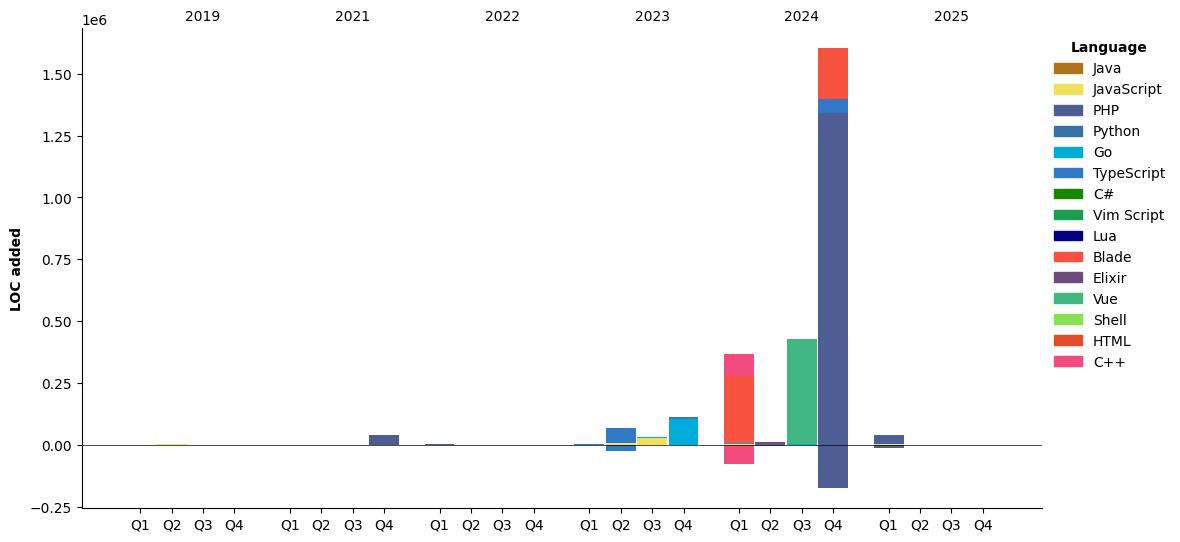 2019 2021 2022 2023 2024 2025
1e6
1.50
1.25
1.00
0.75
0.50
0.25
0.00
−0.25
LOC added
Q1 Q2 Q3 Q4 Q1 Q2 Q3 Q4 Q1 Q2 Q3 Q4 Q1 Q2 Q3 Q4 Q1 Q2 Q3 Q4 Q1 Q2 Q3 Q4
Language
Java
JavaScript
PHP
Python
Go
TypeScript
C#
Vim Script
Lua
Blade
Elixir
Vue
Shell
HTML
C++